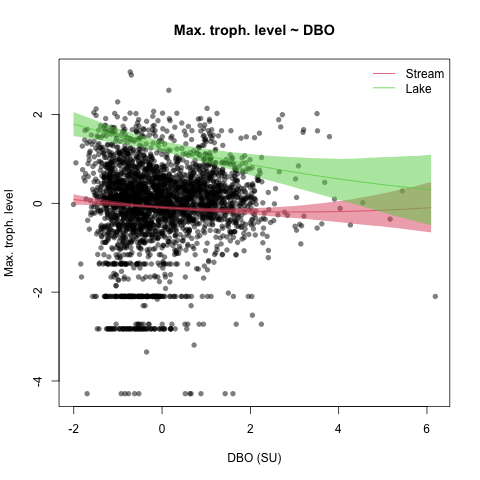 Max. troph. level ~ DBO
Stream
Lake
Max. troph. level
2
0
-2
-4
-2
0
2
4
6
DBO (SU)